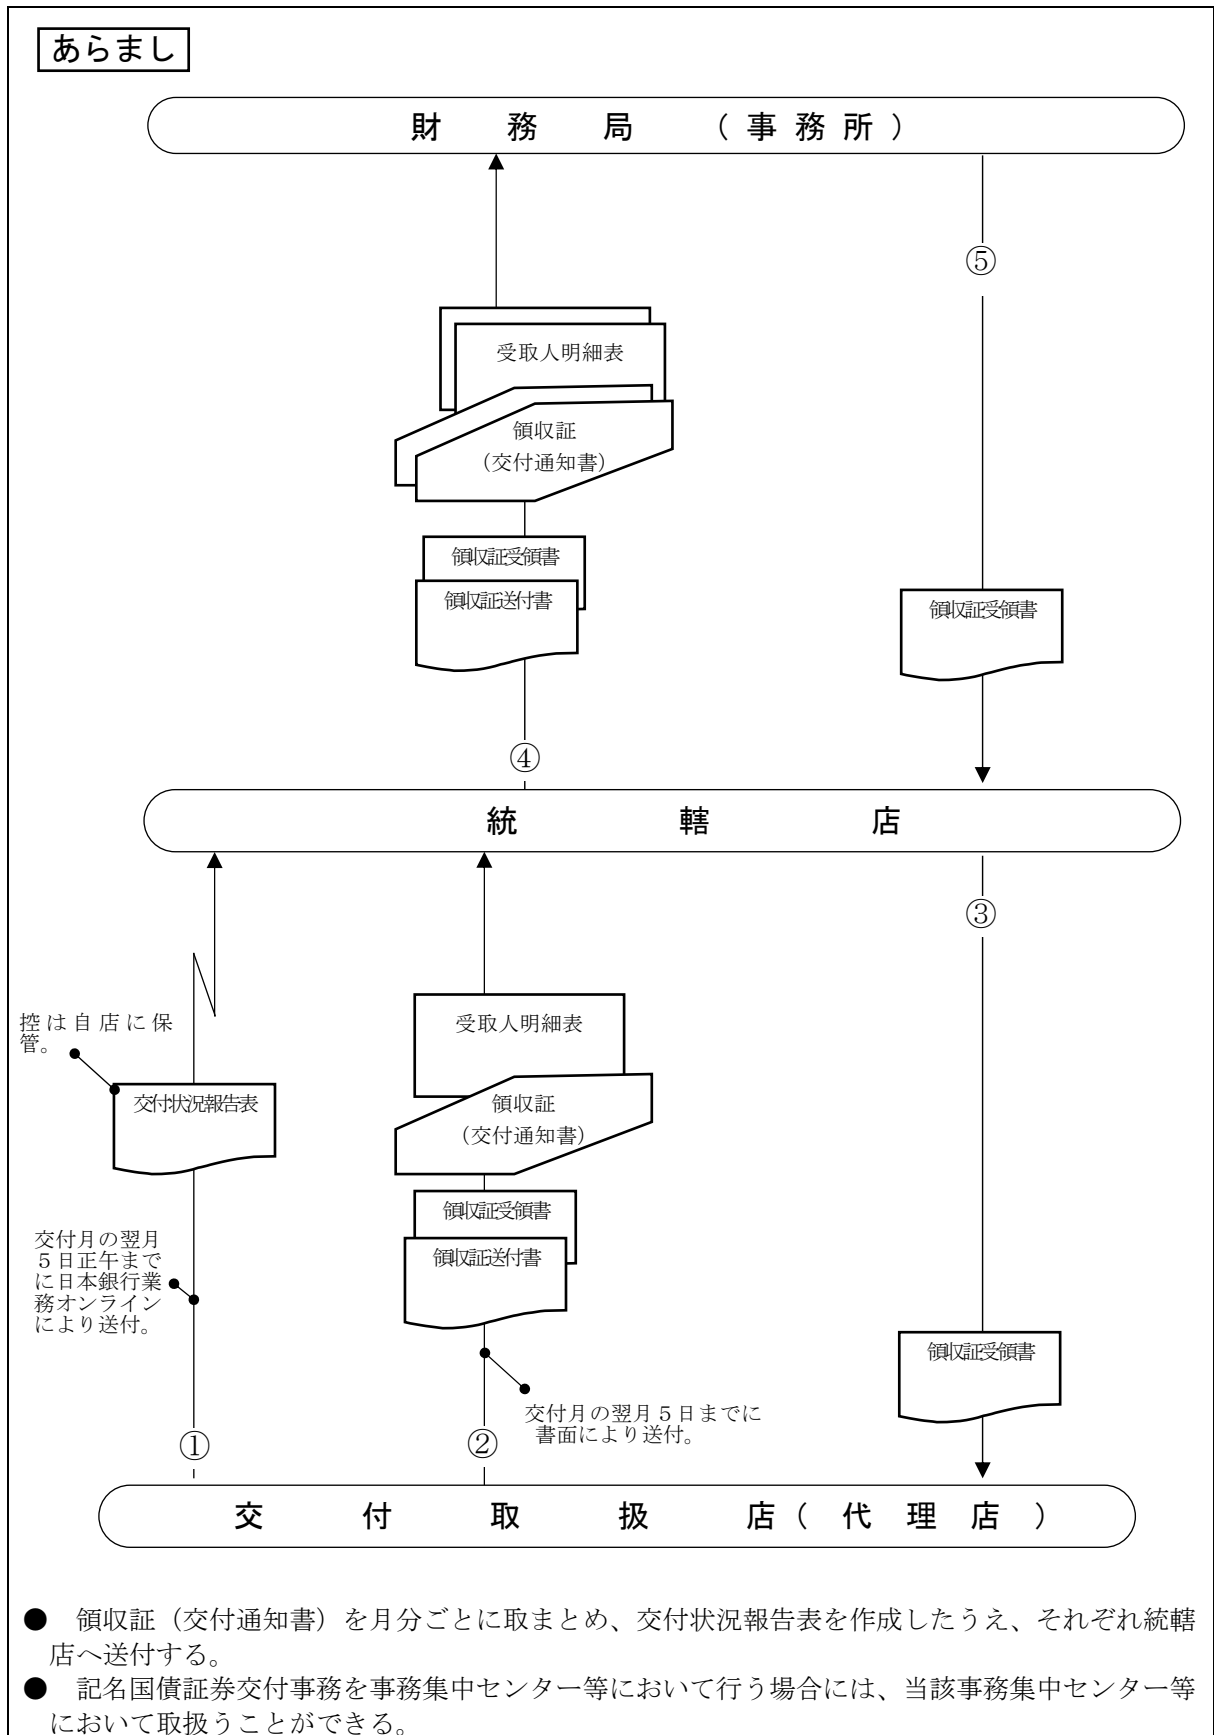 あらまし
財務局（事務所）
⑤
受取人明細表
領収証
（交付通知書）
領収証受領書
領収証送付書
領収証受領書
④
統轄店
③
控は自店に保
管。
交付状況報告表
受取人明細表
領収証
（交付通知書）
領収証受領書
領収証送付書
交付月の翌月
５日正午まで
に日本銀行業
務オンライン
により送付。
領収証受領書
交付月の翌月５日までに
書面により送付。
①
②
交付取扱店（代理店）
● 領収証（交付通知書）を月分ごとに取まとめ、交付状況報告表を作成したうえ、それぞれ統轄
店へ送付する。
● 記名国債証券交付事務を事務集中センター等において行う場合には、当該事務集中センター等
において取扱うことができる。